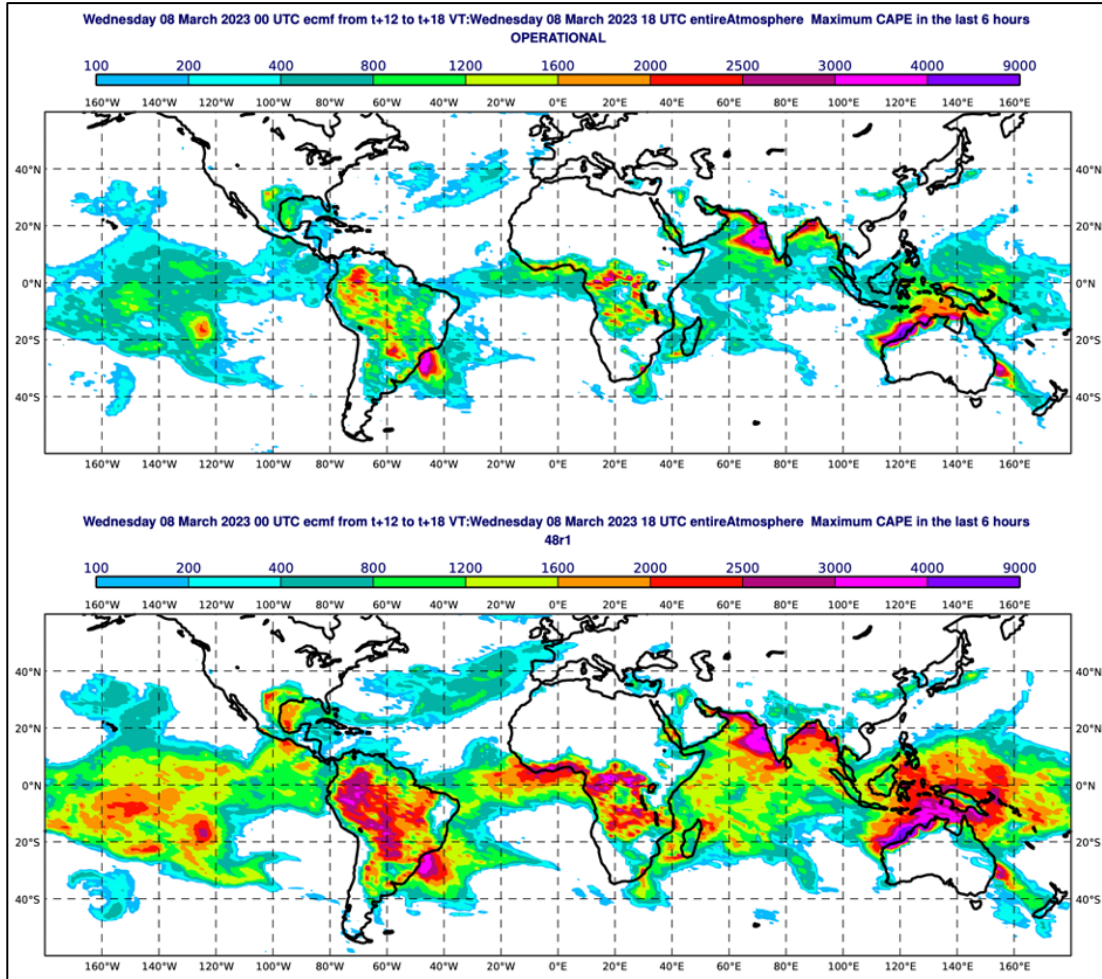 Wednesday 08 March 2023 00 UTC ecmf from t+12 to t+18 VT:Wednesday 08 March 2023 18 UTC entireAtmosphere Maximum CAPE in the last 6 hours
OPERATIONAL
100 200 400 800 1200 1600 2000 2500 3000 4000 9000
160°W 140°W 120°W 100°W 80°W 60°W 40°W 20°W 0°E 20°E 40°E 60°E 80°E 100°E 120°E 140°E 160°E
40°N 40°N
20°N 20°N
0°N 0°N
20°S 20°S
40°S 40°S
160°W 140°W 120°W 100°W 80°W 60°W 40°W 20°W 0°E 20°E 40°E 60°E 80°E 100°E 120°E 140°E 160°E
Wednesday 08 March 2023 00 UTC ecmf from t+12 to t+18 VT:Wednesday 08 March 2023 18 UTC entireAtmosphere Maximum CAPE in the last 6 hours
48r1
100 200 400 800 1200 1600 2000 2500 3000 4000 9000
160°W 140°W 120°W 100°W 80°W 60°W 40°W 20°W 0°E 20°E 40°E 60°E 80°E 100°E 120°E 140°E 160°E
40°N 40°N
20°N 20°N
0°N 0°N
20°S 20°S
40°S 40°S
160°W 140°W 120°W 100°W 80°W 60°W 40°W 20°W 0°E 20°E 40°E 60°E 80°E 100°E 120°E 140°E 160°E